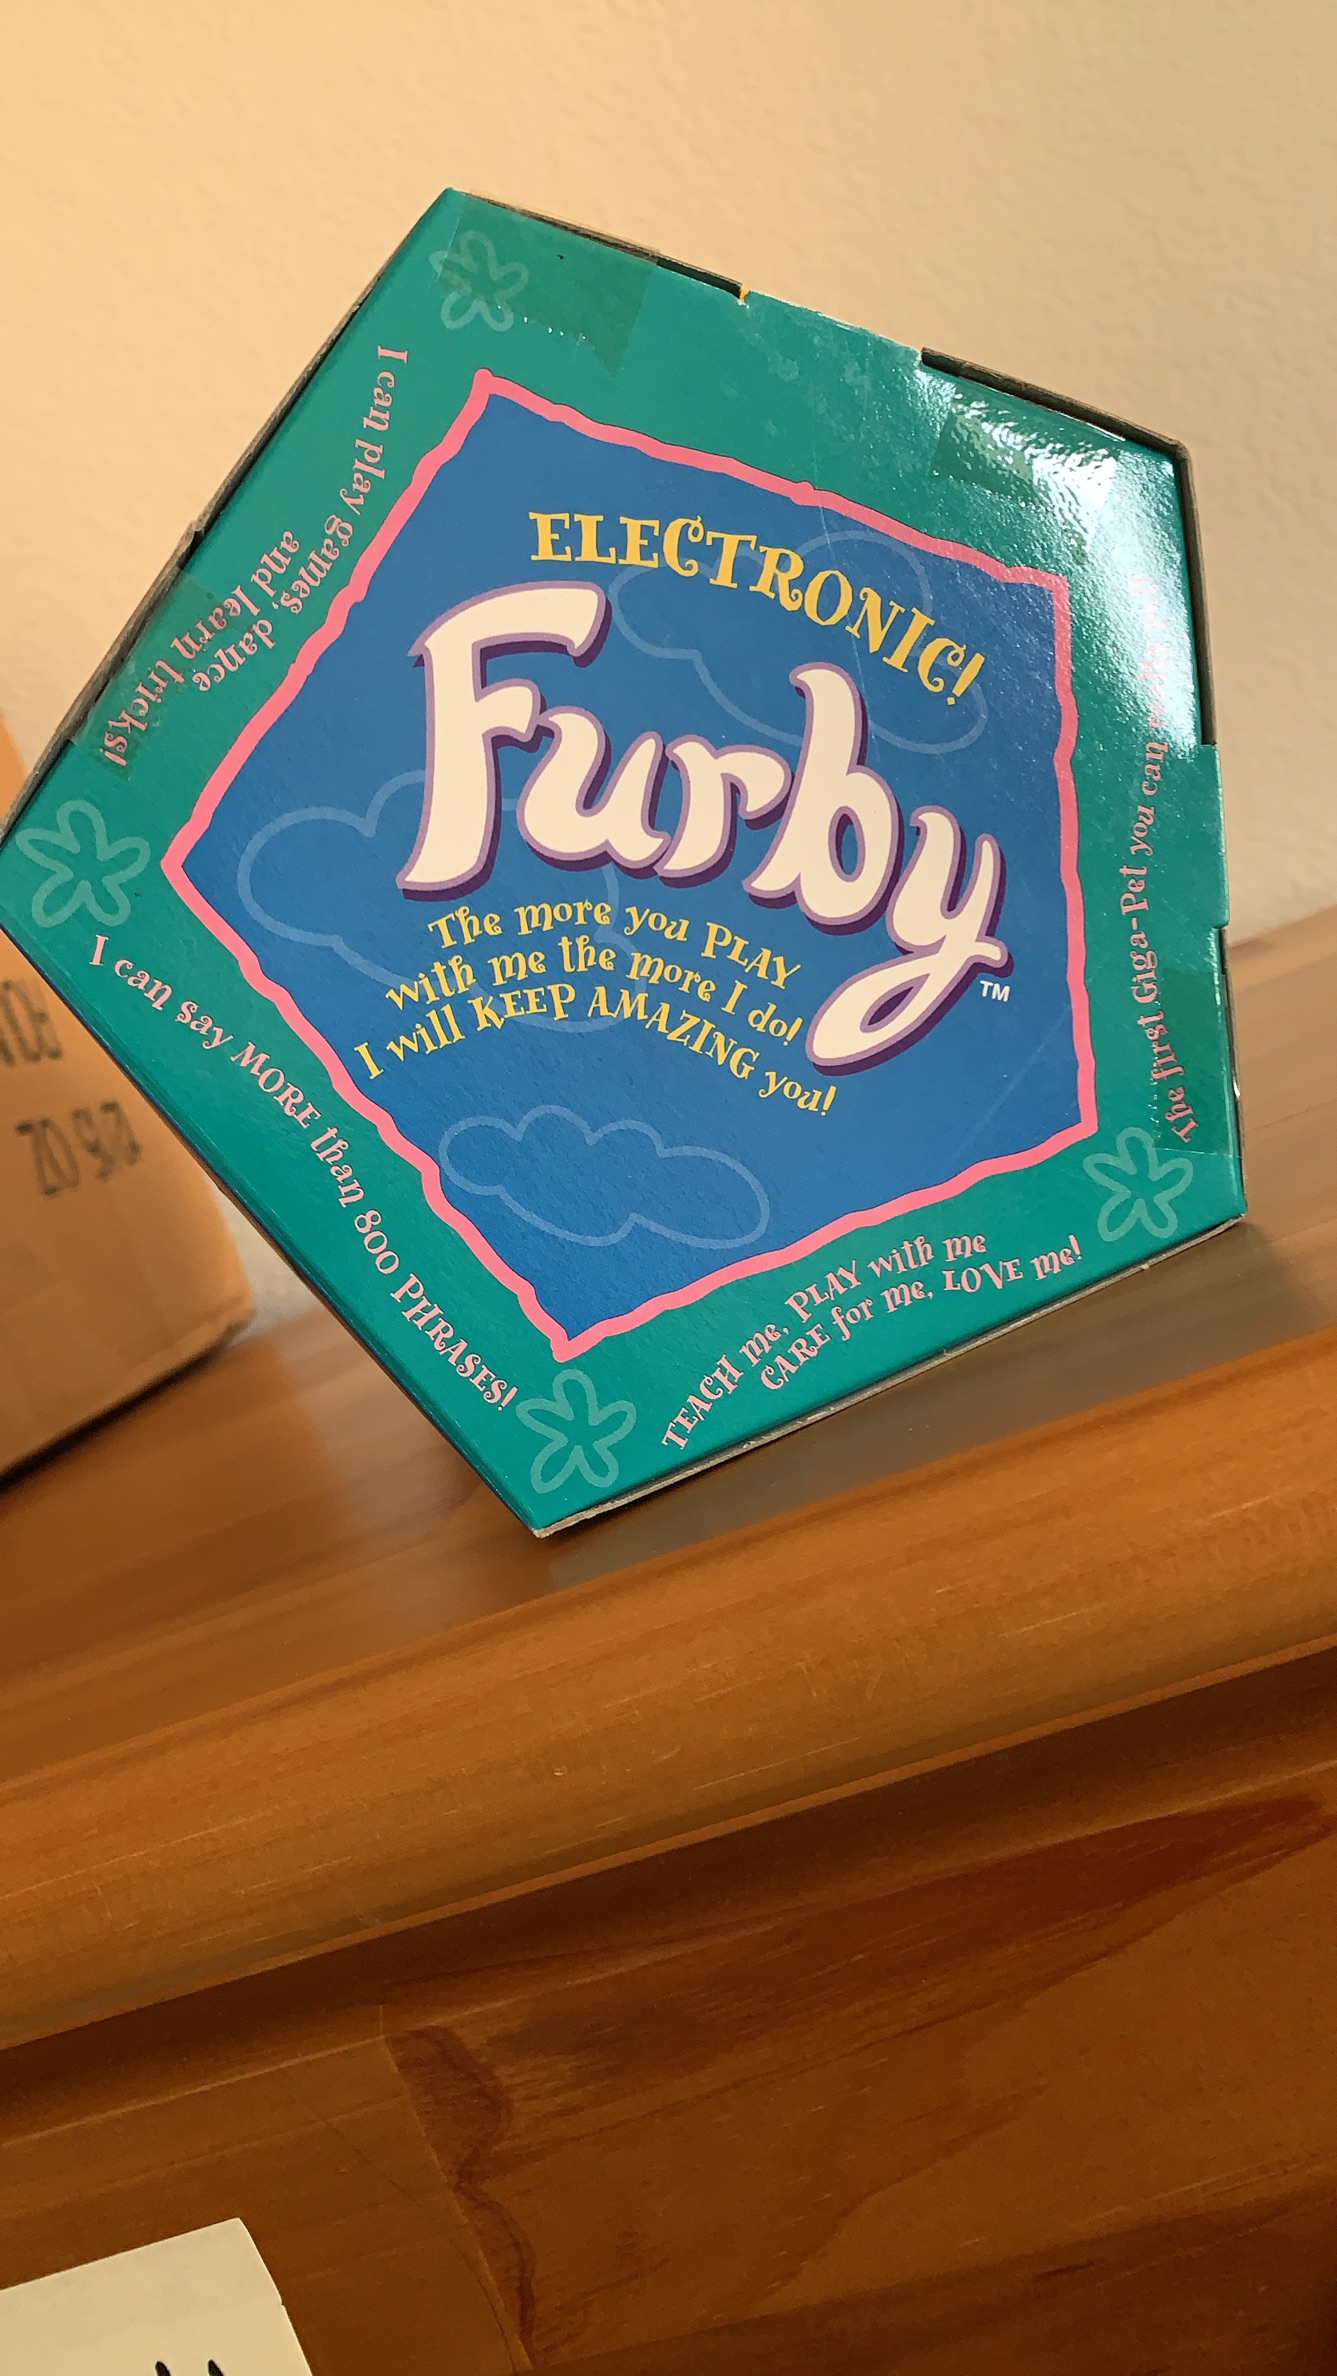 ELECTRONIC!
Furby
TM
The more you PLAY
with me the more I do!
I will KEEP AMAZING you!
I can play games, dance
and learn tricks!
I can say MORE than 800 PHRASES!
TEACH me, PLAY with me
CARE for me, LOVE me!
The first Giga-Pet you can